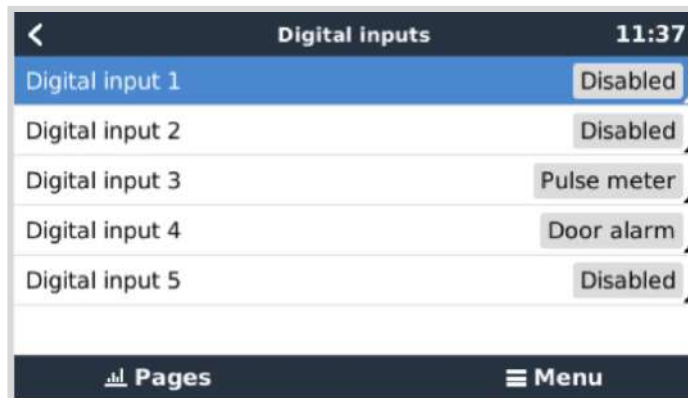 Digital inputs 11:37
Digital input 1 Disabled
Digital input 2 Disabled
Digital input 3 Pulse meter
Digital input 4 Door alarm
Digital input 5 Disabled
Pages Menu